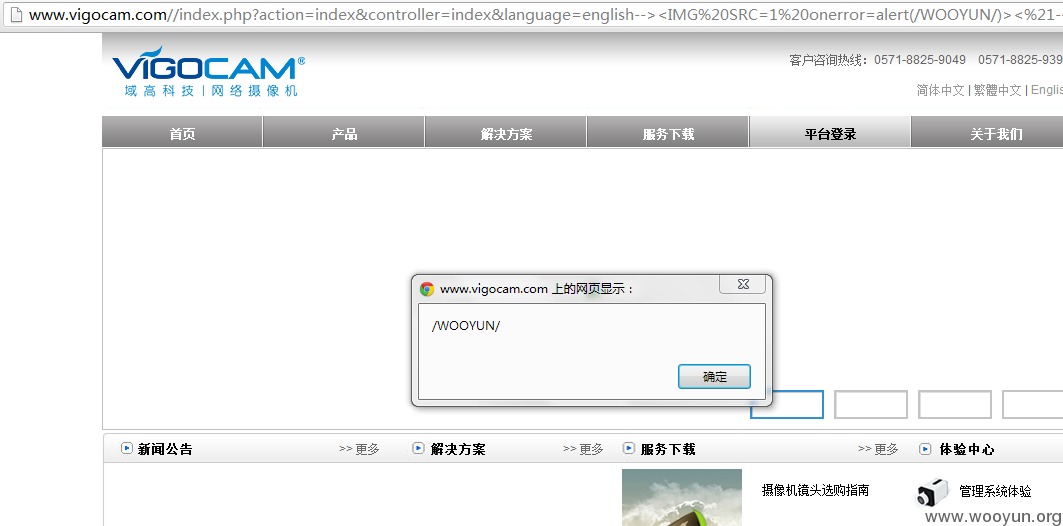 www.vigocam.com//index.php?action=index&controller=index&language=english--><IMG%20SRC=1%20onerror=alert(/WOOYUN/)><%21--
VIGOCAM®
域高科技 | 网络摄像机
客户咨询热线: 0571-8825-9049 0571-8825-939
简体中文 | 繁體中文 | Englis
首页 产品 解决方案 服务下载 平台登录 关于我们
www.vigocam.com 上的网页显示:
/WOOYUN/
确定
新闻公告 >> 更多 解决方案 >> 更多 服务下载 >> 更多 体验中心
摄像机镜头选购指南 管理系统体验
www.wooyun.org